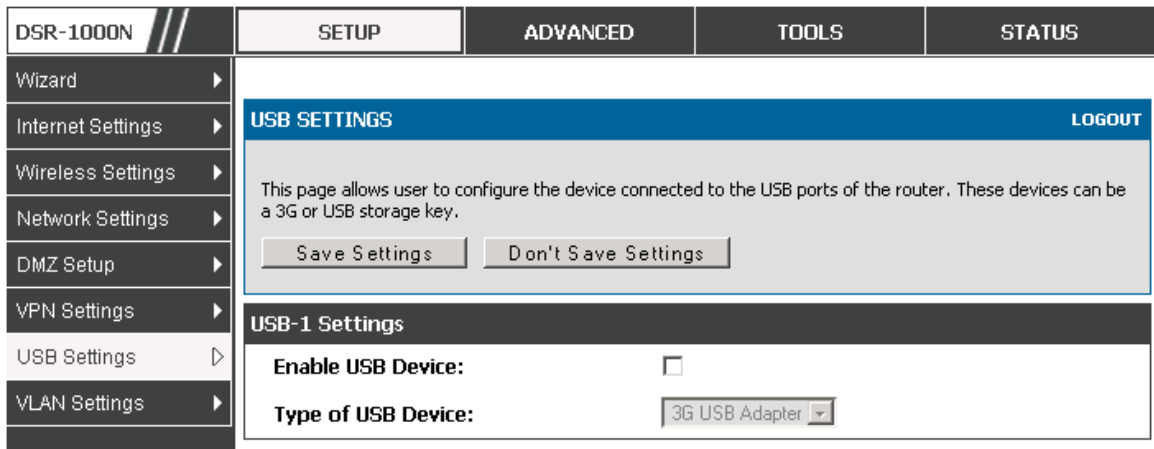 DSR-1000N
SETUP
ADVANCED
TOOLS
STATUS
Wizard
Internet Settings
Wireless Settings
Network Settings
DMZ Setup
VPN Settings
USB Settings
VLAN Settings
USB SETTINGS
LOGOUT
This page allows user to configure the device connected to the USB ports of the router. These devices can be
a 3G or USB storage key.
Save Settings
Don't Save Settings
USB-1 Settings
Enable USB Device:
Type of USB Device:
3G USB Adapter